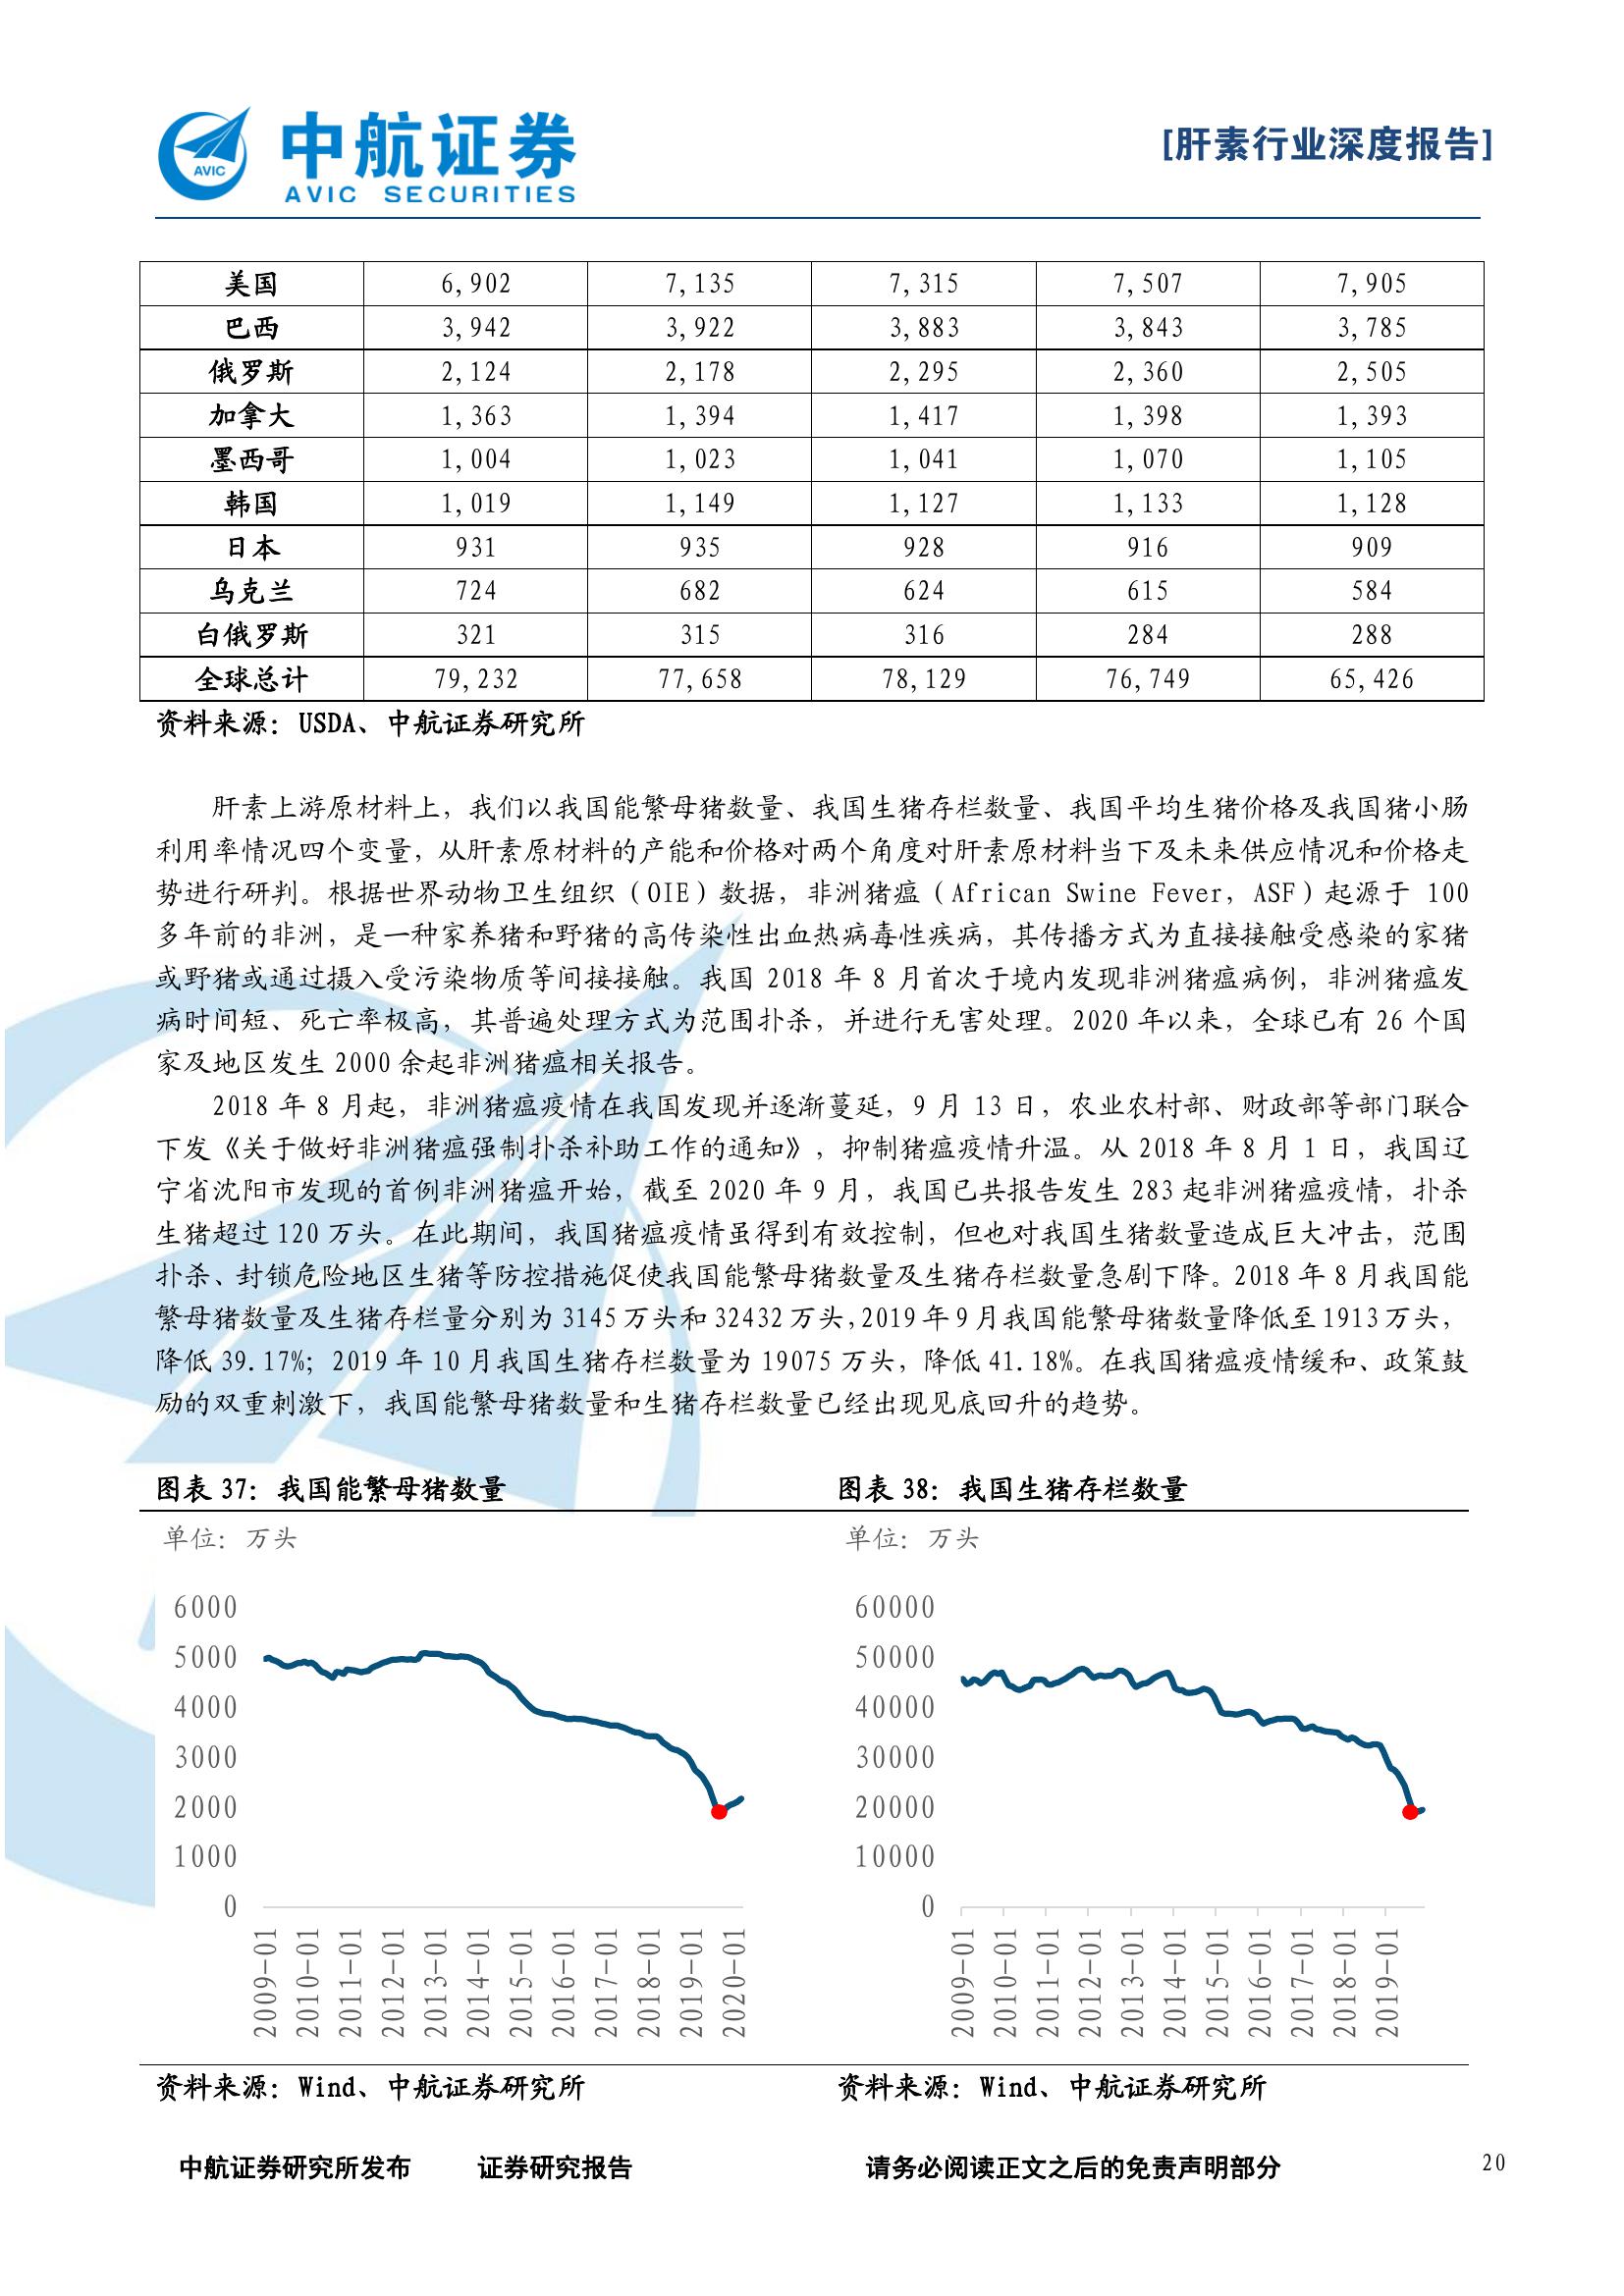 AVIC
中航证券
AVIC SECURITIES
[肝素行业深度报告]
美国 6,902 7,135 7,315 7,507 7,905
巴西 3,942 3,922 3,883 3,843 3,785
俄罗斯 2,124 2,178 2,295 2,360 2,505
加拿大 1,363 1,394 1,417 1,398 1,393
墨西哥 1,004 1,023 1,041 1,070 1,105
韩国 1,019 1,149 1,127 1,133 1,128
日本 931 935 928 916 909
乌克兰 724 682 624 615 584
白俄罗斯 321 315 316 284 288
全球总计 79,232 77,658 78,129 76,749 65,426
资料来源：USDA、中航证券研究所
肝素上游原材料上，我们以我国能繁母猪数量、我国生猪存栏数量、我国平均生猪价格及我国猪小肠
利用率情况四个变量，从肝素原材料的产能和价格对两个角度对肝素原材料当下及未来供应情况和价格走
势进行研判。根据世界动物卫生组织（OIE）数据，非洲猪瘟（African Swine Fever，ASF）起源于 100
多年前的非洲，是一种家养猪和野猪的高传染性出血热病毒性疾病，其传播方式为直接接触受感染的家猪
或野猪或通过摄入受污染物质等间接接触。我国 2018 年 8 月首次于境内发现非洲猪瘟病例，非洲猪瘟发
病时间短、死亡率极高，其普遍处理方式为范围扑杀，并进行无害处理。2020 年以来，全球已有 26 个国
家及地区发生 2000 余起非洲猪瘟相关报告。
2018 年 8 月起，非洲猪瘟疫情在我国发现并逐渐蔓延，9 月 13 日，农业农村部、财政部等部门联合
下发《关于做好非洲猪瘟强制扑杀补助工作的通知》，抑制猪瘟疫情升温。从 2018 年 8 月 1 日，我国辽
宁省沈阳市发现的首例非洲猪瘟开始，截至 2020 年 9 月，我国已共报告发生 283 起非洲猪瘟疫情，扑杀
生猪超过 120 万头。在此期间，我国猪瘟疫情虽得到有效控制，但也对我国生猪数量造成巨大冲击，范围
扑杀、封锁危险地区生猪等防控措施促使我国能繁母猪数量及生猪存栏数量急剧下降。2018 年 8 月我国能
繁母猪数量及生猪存栏量分别为 3145 万头和 32432 万头，2019 年 9 月我国能繁母猪数量降低至 1913 万头，
降低 39.17%；2019 年 10 月我国生猪存栏数量为 19075 万头，降低 41.18%。在我国猪瘟疫情缓和、政策鼓
励的双重刺激下，我国能繁母猪数量和生猪存栏数量已经出现见底回升的趋势。
图表 37：我国能繁母猪数量
单位：万头
6000
5000
4000
3000
2000
1000
0
2009-01
2010-01
2011-01
2012-01
2013-01
2014-01
2015-01
2016-01
2017-01
2018-01
2019-01
2020-01
资料来源：Wind、中航证券研究所
图表 38：我国生猪存栏数量
单位：万头
60000
50000
40000
30000
20000
10000
0
2009-01
2010-01
2011-01
2012-01
2013-01
2014-01
2015-01
2016-01
2017-01
2018-01
2019-01
资料来源：Wind、中航证券研究所
中航证券研究所发布 证券研究报告 请务必阅读正文之后的免责声明部分 20